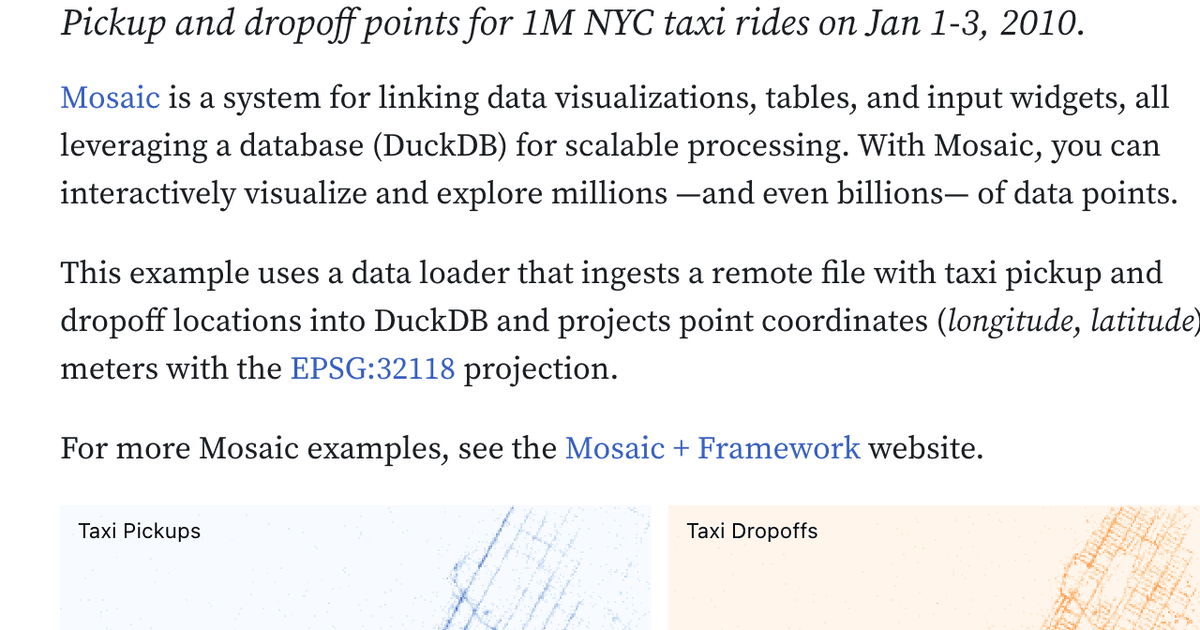 Pickup and dropoff points for 1M NYC taxi rides on Jan 1-3, 2010.
Mosaic is a system for linking data visualizations, tables, and input widgets, all
leveraging a database (DuckDB) for scalable processing. With Mosaic, you can
interactively visualize and explore millions —and even billions— of data points.
This example uses a data loader that ingests a remote file with taxi pickup and
dropoff locations into DuckDB and projects point coordinates (longitude, latitude)
meters with the EPSG:32118 projection.
For more Mosaic examples, see the Mosaic + Framework website.
Taxi Pickups
Taxi Dropoffs